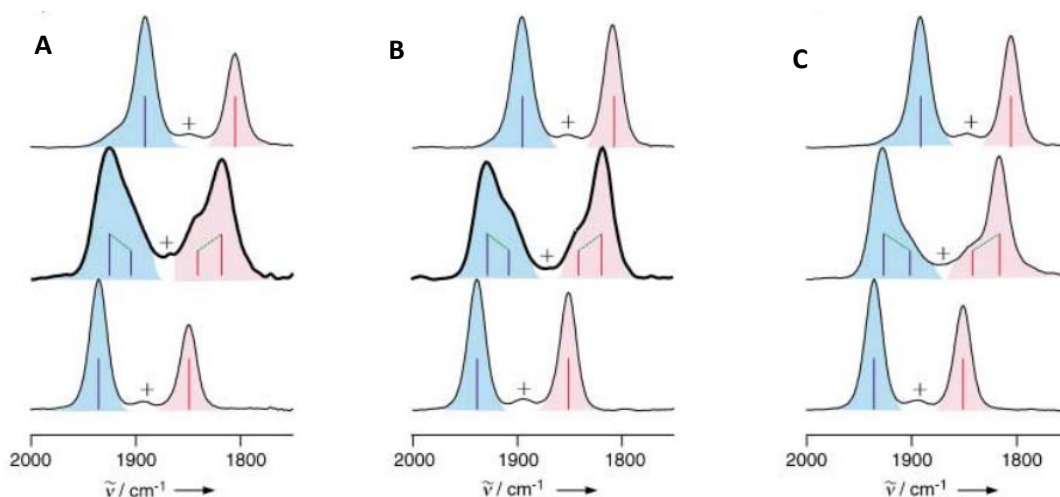 A
B
C
+
+
+
+
+
+
+
+
+
2000 1900 1800
2000 1900 1800
2000 1900 1800
ṽ / cm⁻¹
ṽ / cm⁻¹
ṽ / cm⁻¹